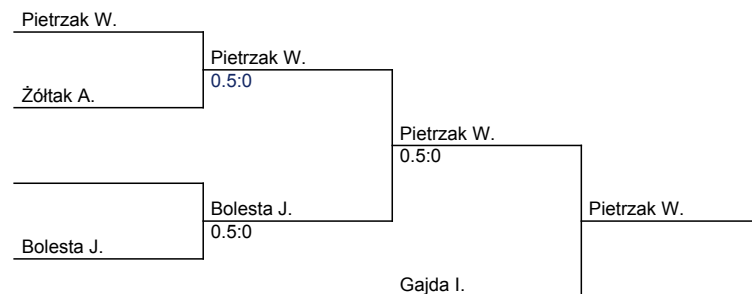 Pietrzak W.
Pietrzak W.
0.5:0
Żółtak A.
Pietrzak W.
0.5:0
Bolesta J.
0.5:0
Pietrzak W.
Bolesta J.
Gajda I.